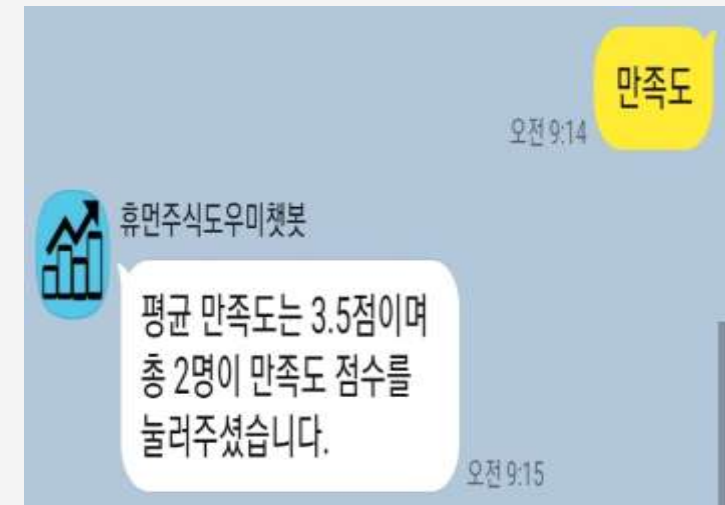 만족도
오전 9:14
휴먼주식도우미챗봇
평균 만족도는 3.5점이며
총 2명이 만족도 점수를
눌러주셨습니다.
오전 9:15